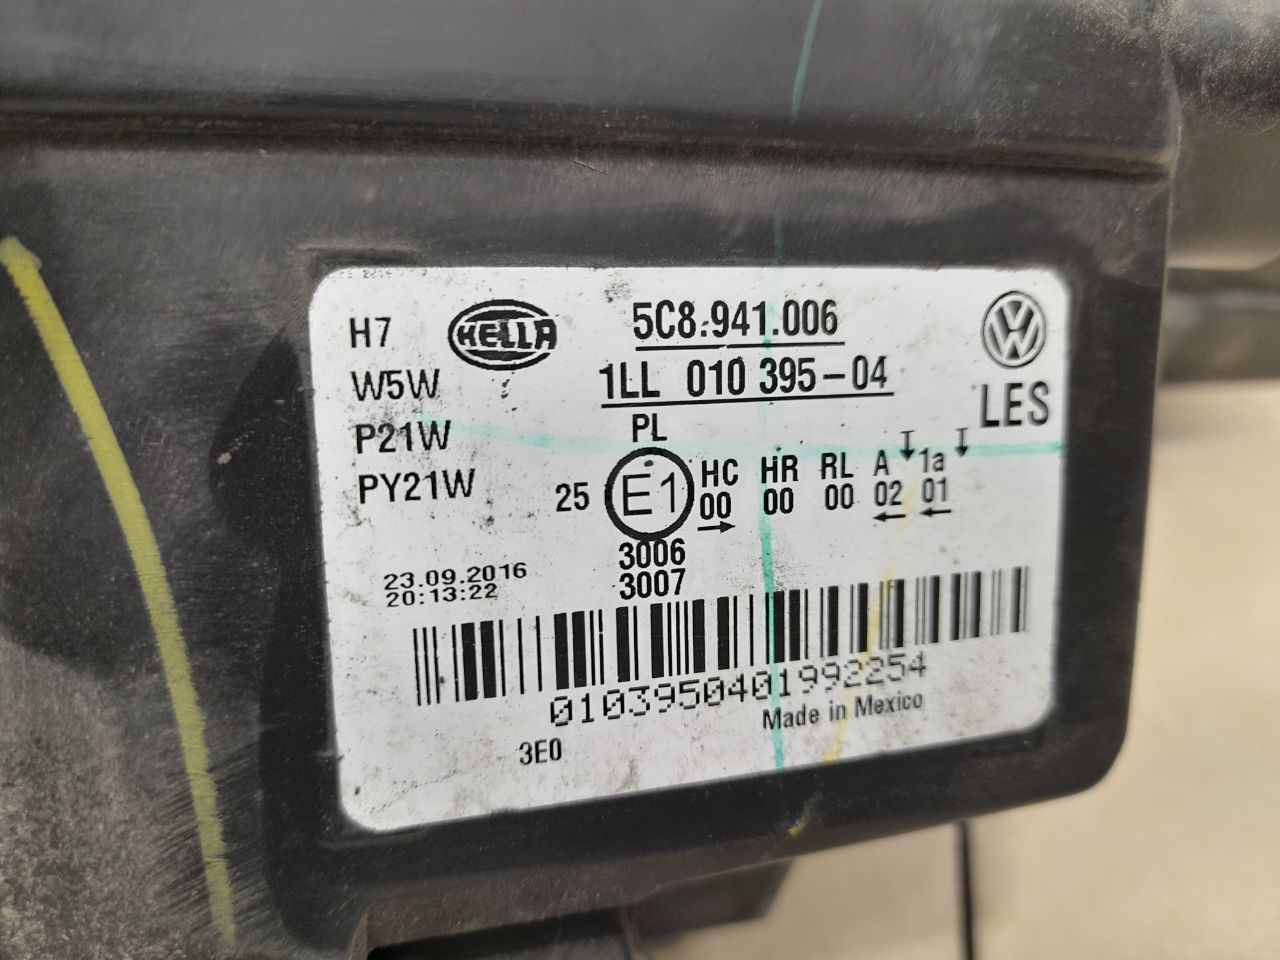 H7
W5W
P21W
PY21W
HELLA
5C8.941.006
1LL 010 395-04
LES
PL
25 E1
3006
3007
HC HR RL A 1a
00 00 00 02 01
23.09.2016
20:13:22
0103950401992254
Made in Mexico
3E0